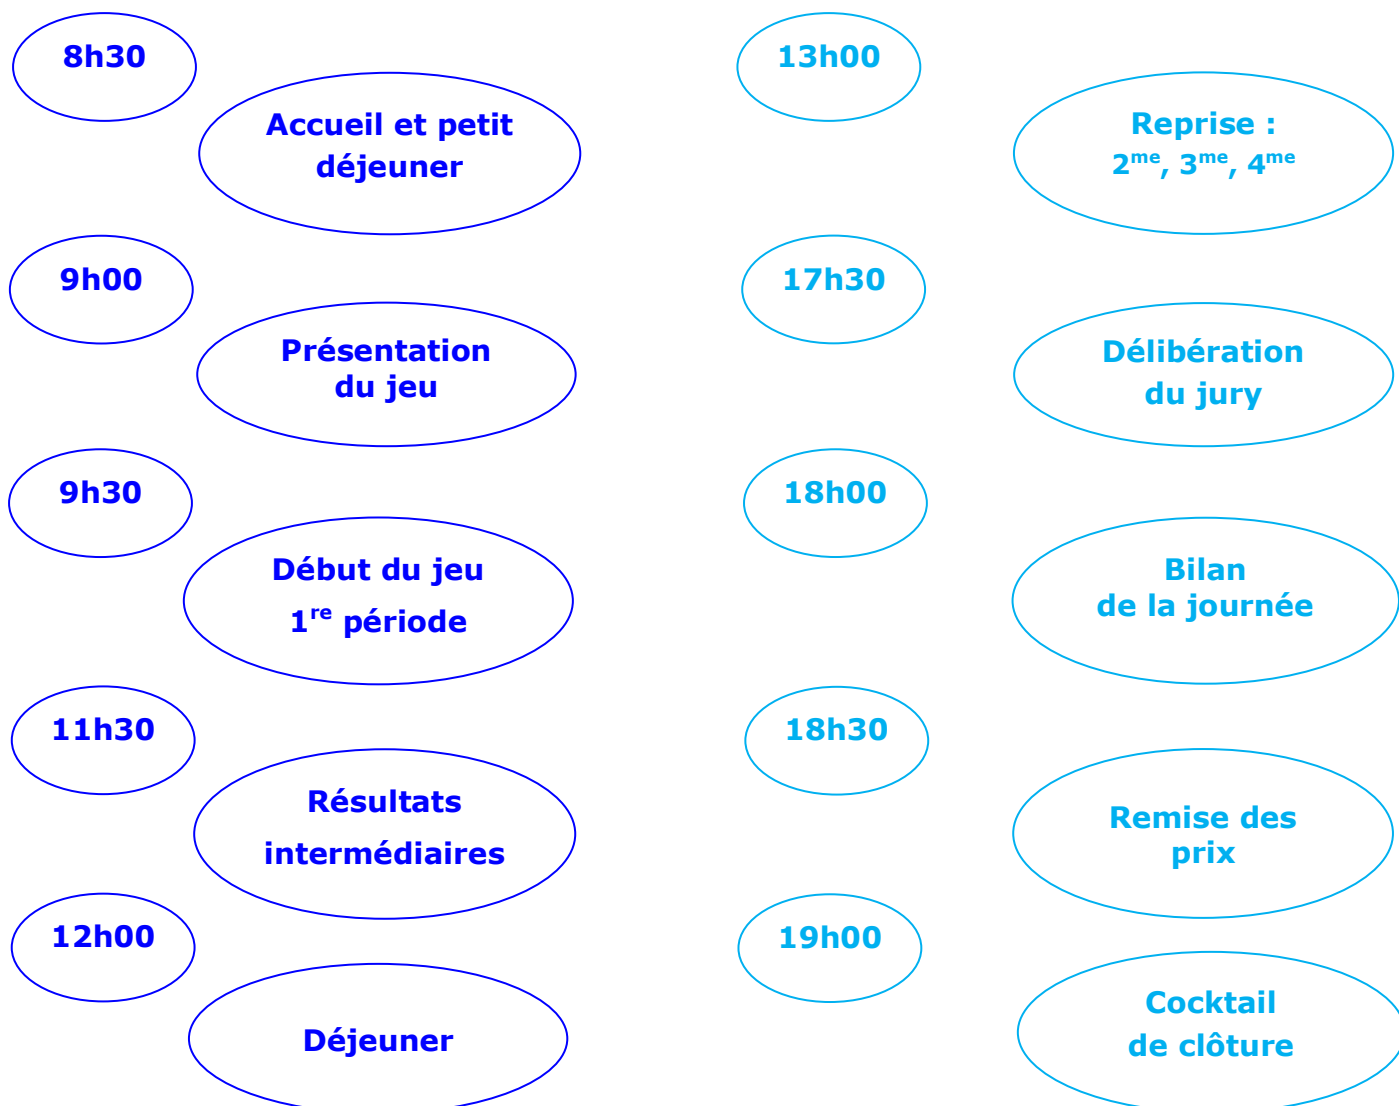 8h30
Accueil et petit
déjeuner
9h00
Présentation
du jeu
9h30
Début du jeu
1re période
11h30
Résultats
intermédiaires
12h00
Déjeuner
13h00
Reprise :
2me, 3me, 4me
17h30
Délibération
du jury
18h00
Bilan
de la journée
18h30
Remise des
prix
19h00
Cocktail
de clôture